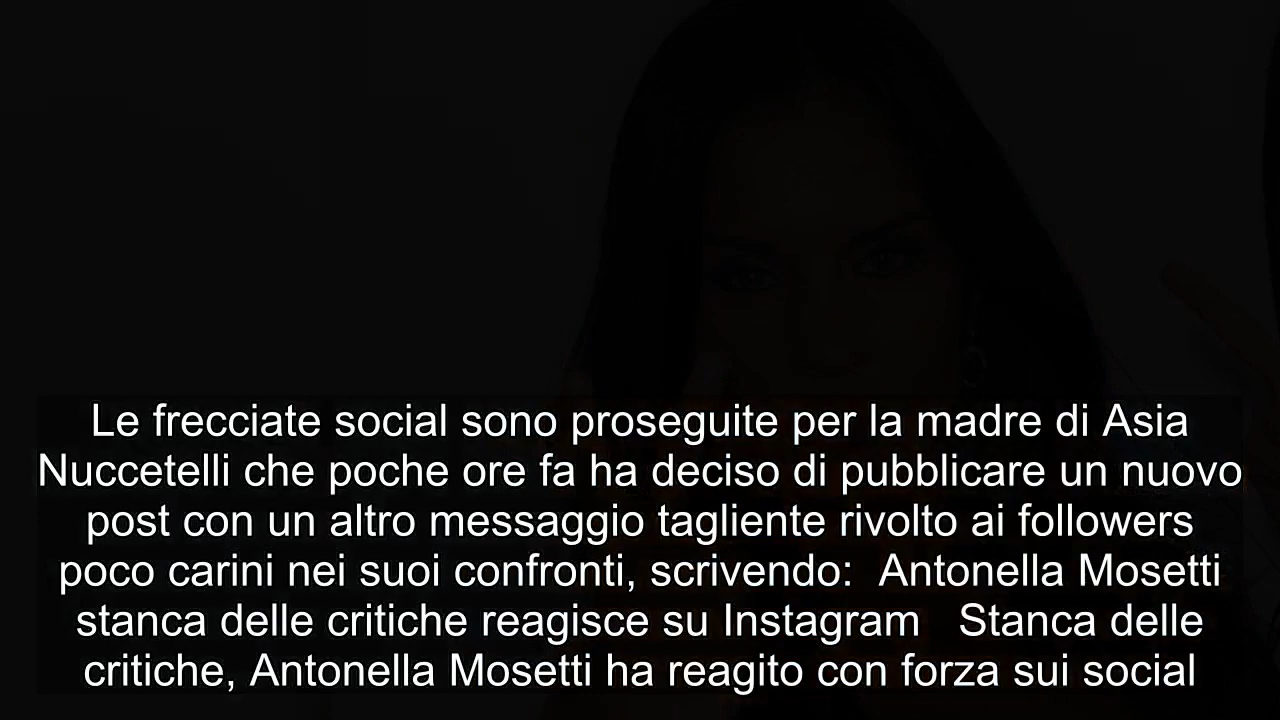 Le frecciate social sono proseguite per la madre di Asia
Nuccetelli che poche ore fa ha deciso di pubblicare un nuovo
post con un altro messaggio tagliente rivolto ai followers
poco carini nei suoi confronti, scrivendo:  Antonella Mosetti
stanca delle critiche reagisce su Instagram   Stanca delle
critiche, Antonella Mosetti ha reagito con forza sui social